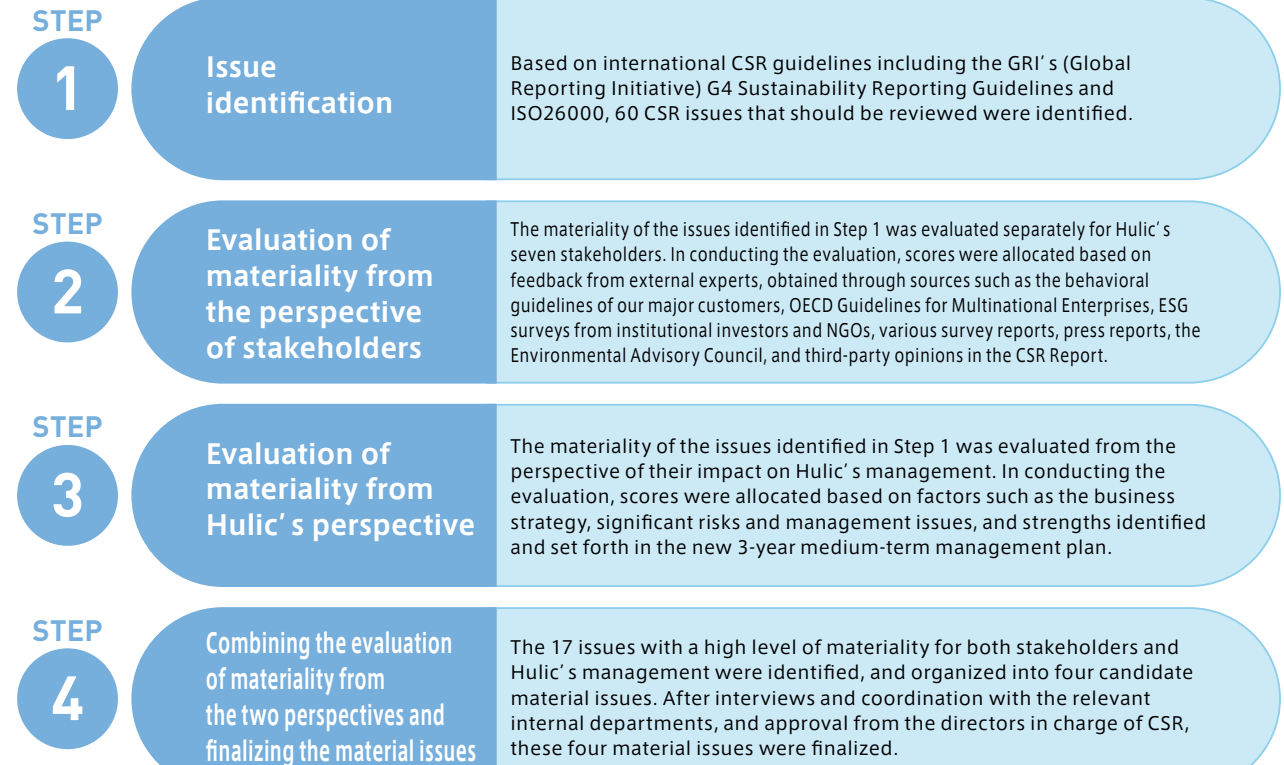 STEP
1
Issue
identification
Based on international CSR guidelines including the GRI's (Global
Reporting Initiative) G4 Sustainability Reporting Guidelines and
ISO26000, 60 CSR issues that should be reviewed were identified.
STEP
2
Evaluation of
materiality from
the perspective
of stakeholders
The materiality of the issues identified in Step 1 was evaluated separately for Hulic's
seven stakeholders. In conducting the evaluation, scores were allocated based on
feedback from external experts, obtained through sources such as the behavioral
guidelines of our major customers, OECD Guidelines for Multinational Enterprises, ESG
surveys from institutional investors and NGOs, various survey reports, press reports, the
Environmental Advisory Council, and third-party opinions in the CSR Report.
STEP
3
Evaluation of
materiality from
Hulic's perspective
The materiality of the issues identified in Step 1 was evaluated from the
perspective of their impact on Hulic's management. In conducting the
evaluation, scores were allocated based on factors such as the business
strategy, significant risks and management issues, and strengths identified
and set forth in the new 3-year medium-term management plan.
STEP
4
Combining the evaluation
of materiality from
the two perspectives and
finalizing the material issues
The 17 issues with a high level of materiality for both stakeholders and
Hulic's management were identified, and organized into four candidate
material issues. After interviews and coordination with the relevant
internal departments, and approval from the directors in charge of CSR,
these four material issues were finalized.